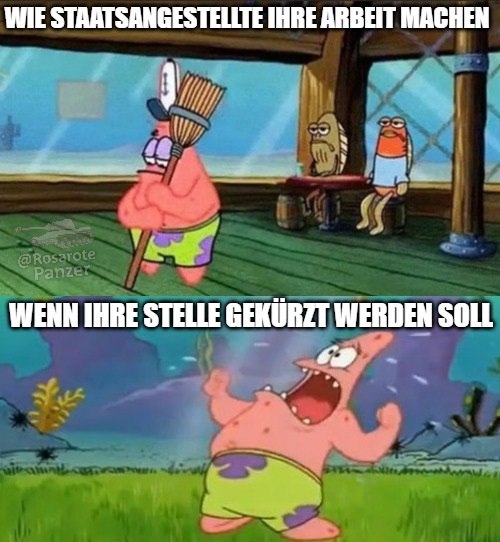 WIE STAATSANGESTELLTE IHRE ARBEIT MACHEN
@Rosarote
Panzer
WENN IHRE STELLE GEKÜRZT WERDEN SOLL